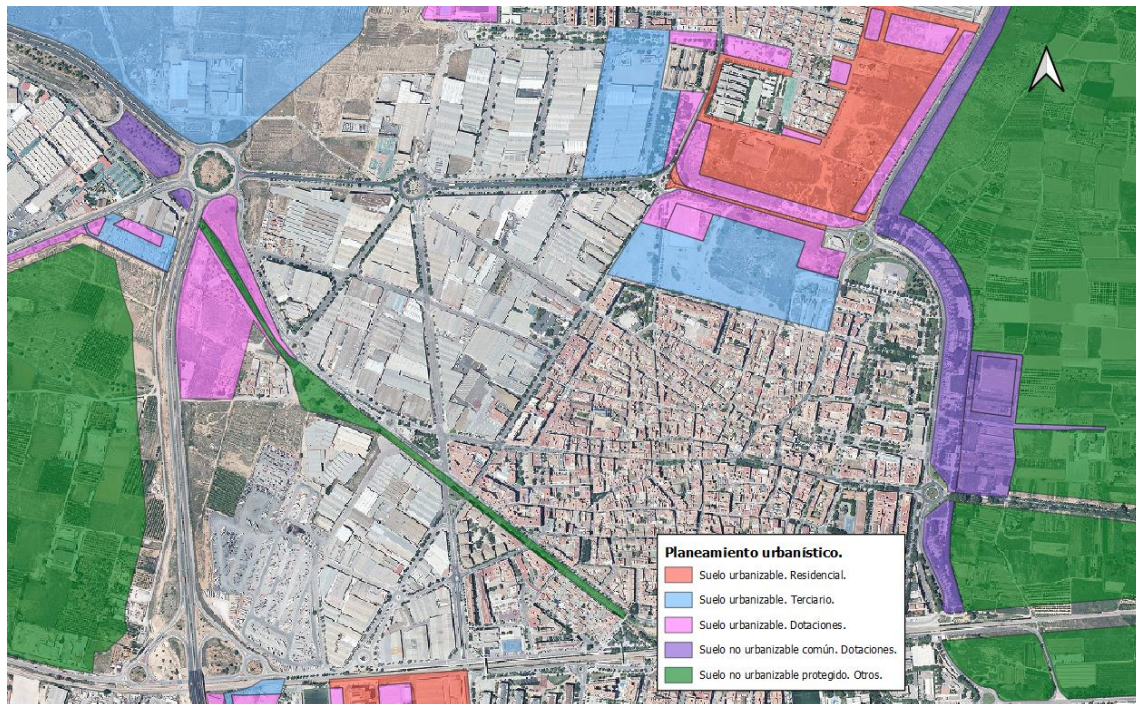 Planeamiento urbanístico.
Suelo urbanizable. Residencial.
Suelo urbanizable. Terciario.
Suelo urbanizable. Dotaciones.
Suelo no urbanizable común. Dotaciones.
Suelo no urbanizable protegido. Otros.